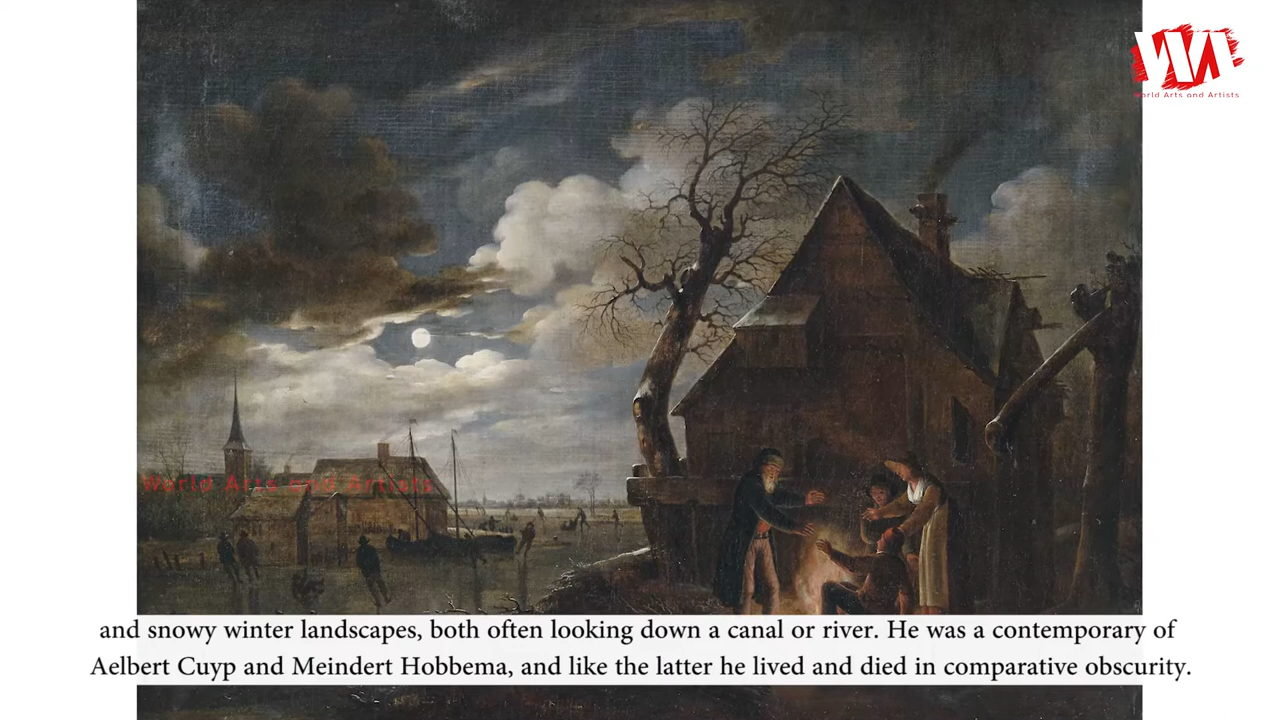 WA
World Arts and Artists
World Arts and Artists
and snowy winter landscapes, both often looking down a canal or river. He was a contemporary of
Aelbert Cuyp and Meindert Hobbema, and like the latter he lived and died in comparative obscurity.